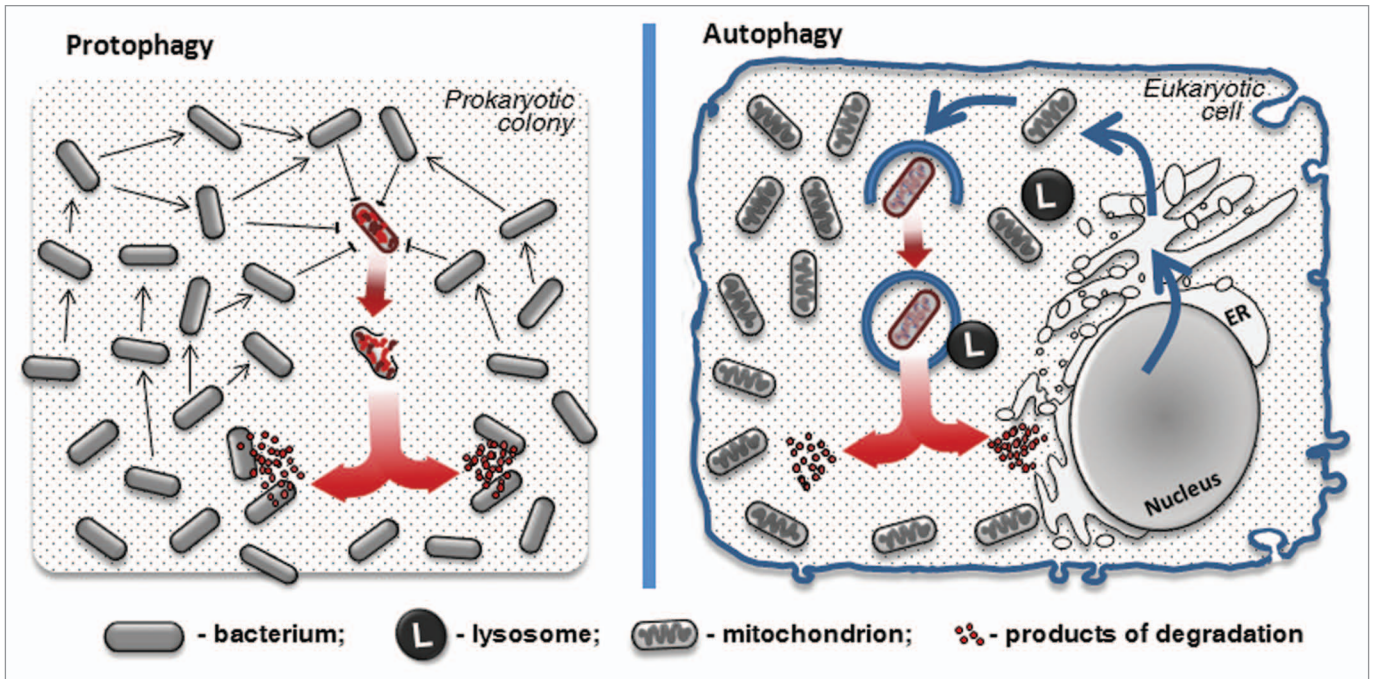 Protophagy
Prokaryotic
colony
Autophagy
Eukaryotic
cell
L
ER
L
Nucleus
- bacterium;
L
- lysosome;
- mitochondrion;
- products of degradation